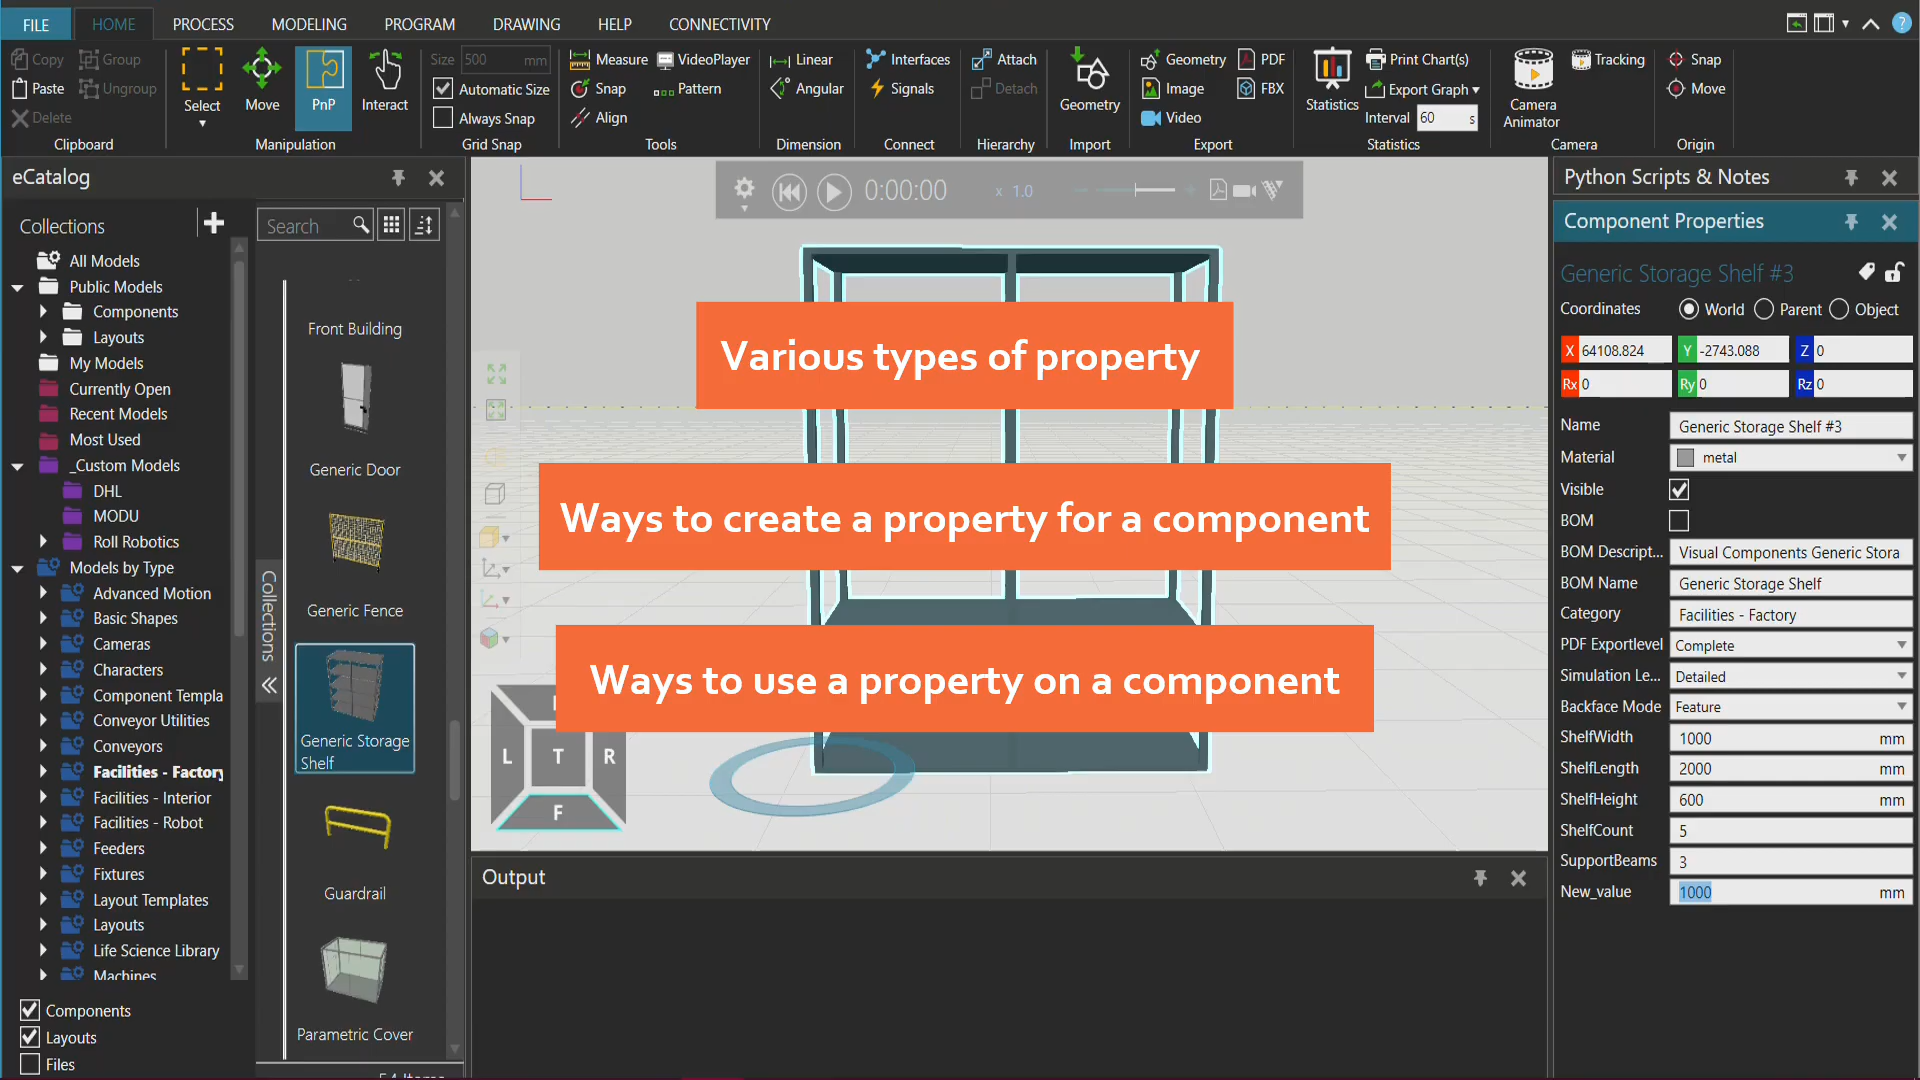 FILE
HOME
PROCESS
MODELING
PROGRAM
DRAWING
HELP
CONNECTIVITY
?
Copy
Paste
Delete
Group
Ungroup
Clipboard
Select
Move
PnP
Interact
Manipulation
Size 500 mm
Automatic Size
Always Snap
Grid Snap
Measure
Snap
Align
VideoPlayer
Pattern
Tools
Linear
Angular
Dimension
Interfaces
Signals
Connect
Attach
Detach
Hierarchy
Geometry
Import
Geometry
Image
Video
PDF
FBX
Export
Statistics
Print Chart(s)
Export Graph
Interval 60 s
Statistics
Camera
Animator
Tracking
Camera
Snap
Move
Origin
eCatalog
Collections
All Models
Public Models
Components
Layouts
My Models
Currently Open
Recent Models
Most Used
_Custom Models
DHL
MODU
Roll Robotics
Models by Type
Advanced Motion
Basic Shapes
Cameras
Characters
Component Templa
Conveyor Utilities
Conveyors
Facilities - Factory
Facilities - Interior
Facilities - Robot
Feeders
Fixtures
Layout Templates
Layouts
Life Science Library
Machines
Components
Layouts
Files
Collections
Search
Front Building
Generic Door
Generic Fence
Generic Storage
Shelf
Guardrail
Parametric Cover
0:00:00
x 1.0
Various types of property
Ways to create a property for a component
Ways to use a property on a component
L
T
R
F
Output
Python Scripts & Notes
Component Properties
Generic Storage Shelf #3
Coordinates World Parent Object
X 64108.824 Y -2743.088 Z 0
Rx 0 Ry 0 Rz 0
Name Generic Storage Shelf #3
Material metal
Visible
BOM
BOM Descript... Visual Components Generic Stora
BOM Name Generic Storage Shelf
Category Facilities - Factory
PDF Exportlevel Complete
Simulation Le... Detailed
Backface Mode Feature
ShelfWidth 1000 mm
ShelfLength 2000 mm
ShelfHeight 600 mm
ShelfCount 5
SupportBeams 3
New_value 1000 mm